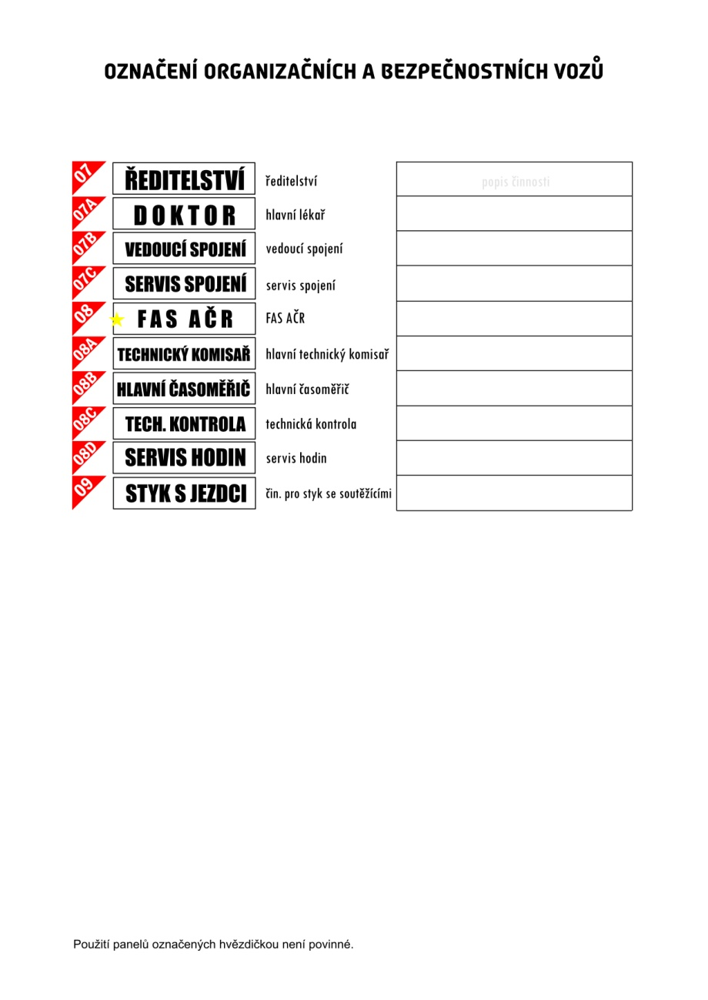 OZNAČENÍ ORGANIZAČNÍCH A BEZPEČNOSTNÍCH VOZŮ
07 ŘEDITELSTVÍ ředitelství popis činnosti
07A DOKTOR hlavní lékař
07B VEDOUCÍ SPOJENÍ vedoucí spojení
07C SERVIS SPOJENÍ servis spojení
08 FAS AČR FAS AČR
08A TECHNICKÝ KOMISAŘ hlavní technický komisař
08B HLAVNÍ ČASOMĚŘIČ hlavní časoměřič
08C TECH. KONTROLA technická kontrola
08D SERVIS HODIN servis hodin
09 STYK S JEZDCI čin. pro styk se soutěžícími
Použití panelů označených hvězdičkou není povinné.